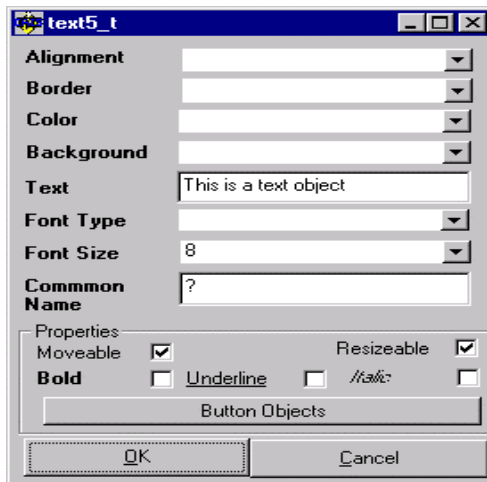 text5_t
Alignment
Border
Color
Background
Text This is a text object
Font Type
Font Size 8
Commmon
Name ?
Properties
Moveable Resizeable
Bold Underline Italic
Button Objects
OK Cancel